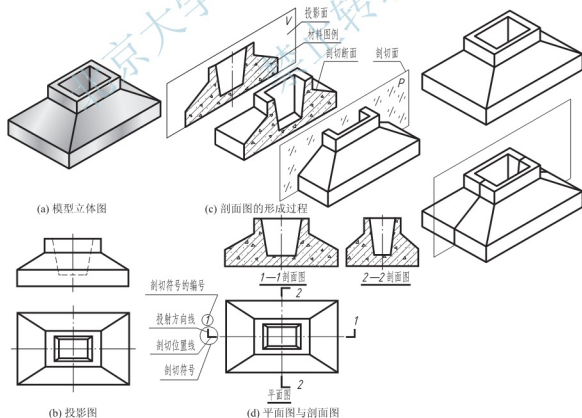 V
投影面
材料图例
剖切断面
剖切面
P
(a) 模型立体图
(c) 剖面图的形成过程
1—1剖面图
2—2剖面图
剖切符号的编号
投射方向线
剖切位置线
剖切符号
1
2
1
2
平面图
(b) 投影图
(d) 平面图与剖面图